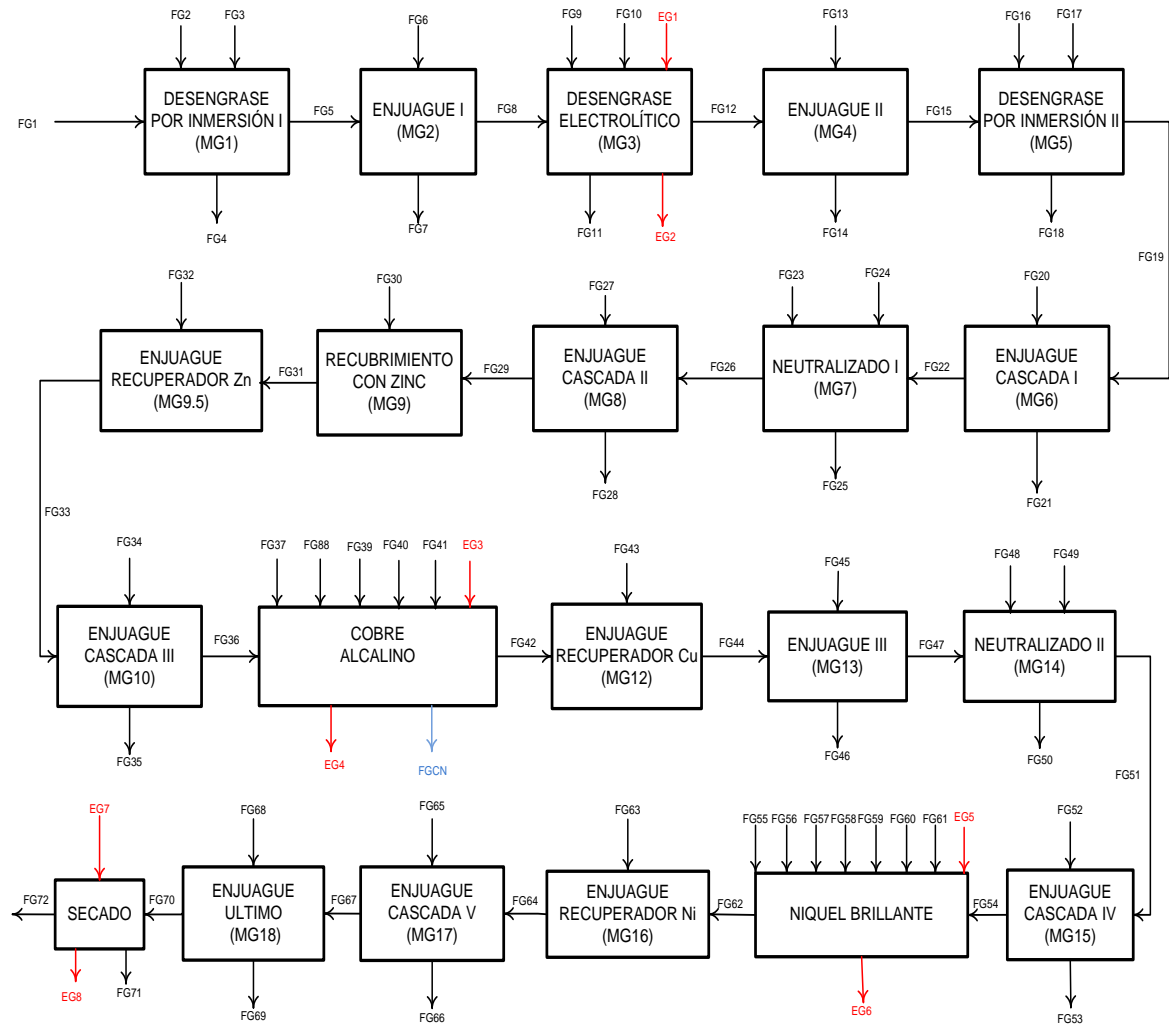 FG2
FG3
FG6
FG9
FG10
EG1
FG13
FG16
FG17
FG1
DESENGRASE
POR INMERSIÓN I
(MG1)
FG5
ENJUAGUE I
(MG2)
FG8
DESENGRASE
ELECTROLÍTICO
(MG3)
FG12
ENJUAGUE II
(MG4)
FG15
DESENGRASE
POR INMERSIÓN II
(MG5)
FG4
FG7
FG11
EG2
FG14
FG18
FG19
FG32
FG30
FG27
FG23
FG24
FG20
ENJUAGUE
RECUPERADOR Zn
(MG9.5)
FG31
RECUBRIMIENTO
CON ZINC
(MG9)
FG29
ENJUAGUE
CASCADA II
(MG8)
FG26
NEUTRALIZADO I
(MG7)
FG22
ENJUAGUE
CASCADA I
(MG6)
FG28
FG25
FG21
FG33
FG34
FG37
FG88
FG39
FG40
FG41
EG3
FG43
FG45
FG48
FG49
ENJUAGUE
CASCADA III
(MG10)
FG36
COBRE
ALCALINO
FG42
ENJUAGUE
RECUPERADOR Cu
(MG12)
FG44
ENJUAGUE III
(MG13)
FG47
NEUTRALIZADO II
(MG14)
FG35
EG4
FGCN
FG46
FG50
FG51
EG7
FG68
FG65
FG63
FG55
FG56
FG57
FG58
FG59
FG60
FG61
EG5
FG52
FG72
SECADO
FG70
ENJUAGUE
ULTIMO
(MG18)
FG67
ENJUAGUE
CASCADA V
(MG17)
FG64
ENJUAGUE
RECUPERADOR Ni
(MG16)
FG62
NIQUEL BRILLANTE
FG54
ENJUAGUE
CASCADA IV
(MG15)
EG8
FG71
FG69
FG66
EG6
FG53